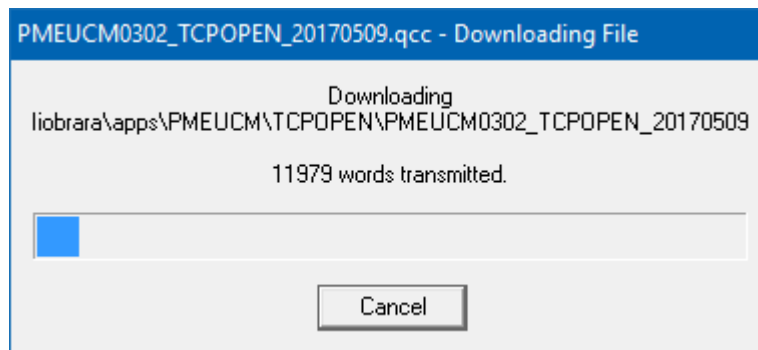 PMEUCM0302_TCPOPEN_20170509.qcc - Downloading File
Downloading
liobrara\apps\PMEUCM\TCPOPEN\PMEUCM0302_TCPOPEN_20170509
11979 words transmitted.
Cancel